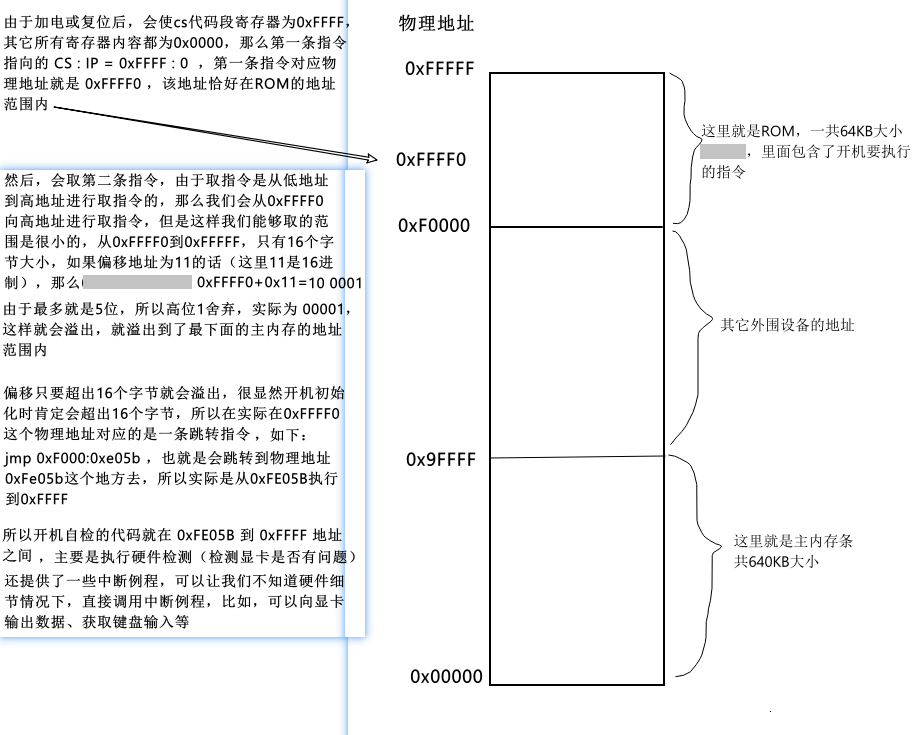 由于加电或复位后，会使cs代码段寄存器为0xFFFF，
其它所有寄存器内容都为0x0000，那么第一条指令
指向的 CS : IP = 0xFFFF : 0 ，第一条指令对应物
理地址就是 0xFFFF0 ，该地址恰好在ROM的地址
范围内
然后，会取第二条指令，由于取指令是从低地址
到高地址进行取指令的，那么我们会从0xFFFF0
向高地址进行取指令，但是这样我们能够取的范
围是很小的，从0xFFFF0到0xFFFFF，只有16个字
节大小，如果偏移地址为11的话（这里11是16进
制），那么 0xFFFF0+0x11=10 0001
由于最多就是5位，所以高位1舍弃，实际为 00001，
这样就会溢出，就溢出到了最下面的主内存的地址
范围内
偏移只要超出16个字节就会溢出，很显然开机初始
化时肯定会超出16个字节，所以在实际在0xFFFF0
这个物理地址对应的是一条跳转指令 ，如下：
jmp 0xF000:0xe05b ，也就是会跳转到物理地址
0xFe05b这个地方去，所以实际是从0xFE05B执行
到0xFFFF
所以开机自检的代码就在 0xFE05B 到 0xFFFF 地址
之间 ，主要是执行硬件检测（检测显卡是否有问题）
还提供了一些中断例程，可以让我们不知道硬件细
节情况下，直接调用中断例程，比如，可以向显卡
输出数据、获取键盘输入等
物理地址
0xFFFFF
0xFFFF0
0xF0000
0x9FFFF
0x00000
这里就是ROM，一共64KB大小
，里面包含了开机要执行
的指令
其它外围设备的地址
这里就是主内存条
共640KB大小